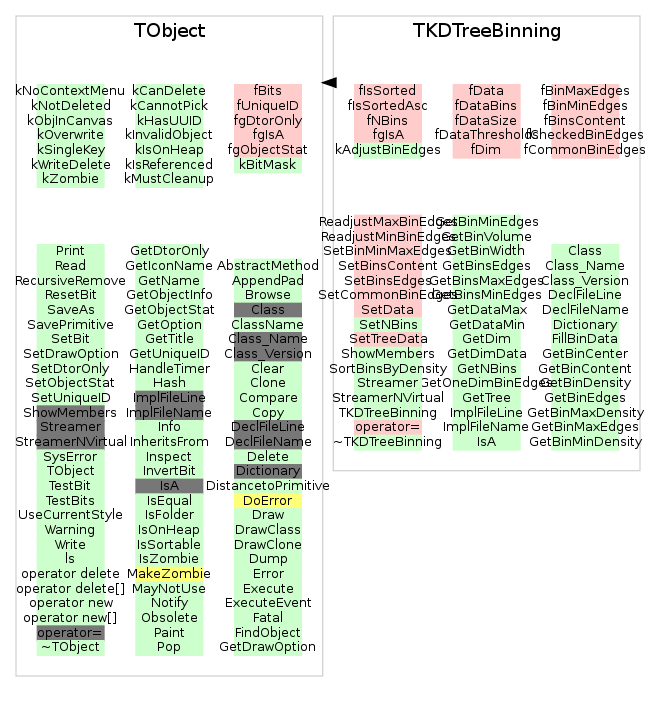 TObject
kNoContextMenu
kNotDeleted
kObjInCanvas
kOverwrite
kSingleKey
kWriteDelete
kZombie
kCanDelete
kCannotPick
kHasUUID
kInvalidObject
kIsOnHeap
kIsReferenced
kMustCleanup
fBits
fUniqueID
fgDtorOnly
fgIsA
fgObjectStat
kBitMask
Print
Read
RecursiveRemove
ResetBit
SaveAs
SavePrimitive
SetBit
SetDrawOption
SetDtorOnly
SetObjectStat
SetUniqueID
ShowMembers
Streamer
StreamerNVirtual
SysError
TObject
TestBit
TestBits
UseCurrentStyle
Warning
Write
ls
operator delete
operator delete[]
operator new
operator new[]
operator=
~TObject
GetDtorOnly
GetIconName
GetName
GetObjectInfo
GetObjectStat
GetOption
GetTitle
GetUniqueID
HandleTimer
Hash
ImplFileLine
ImplFileName
Info
InheritsFrom
Inspect
InvertBit
IsA
IsEqual
IsFolder
IsOnHeap
IsSortable
IsZombie
MakeZombie
MayNotUse
Notify
Obsolete
Paint
Pop
AbstractMethod
AppendPad
Browse
Class
ClassName
Class_Name
Class_Version
Clear
Clone
Compare
Copy
DeclFileLine
DeclFileName
Delete
Dictionary
DistancetoPrimitive
DoError
Draw
DrawClass
DrawClone
Dump
Error
Execute
ExecuteEvent
Fatal
FindObject
GetDrawOption
TKDTreeBinning
fIsSorted
fIsSortedAsc
fNBins
fgIsA
kAdjustBinEdges
fData
fDataBins
fDataSize
fDataThresholds
fDim
fBinMaxEdges
fBinMinEdges
fBinsContent
fCheckedBinEdges
fCommonBinEdges
ReadjustMaxBinEdges
ReadjustMinBinEdges
SetBinMinMaxEdges
SetBinsContent
SetBinsEdges
SetCommonBinEdges
SetData
SetNBins
SetTreeData
ShowMembers
SortBinsByDensity
Streamer
StreamerNVirtual
TKDTreeBinning
operator=
~TKDTreeBinning
GetBinMinEdges
GetBinVolume
GetBinWidth
GetBinsEdges
GetBinsMaxEdges
GetBinsMinEdges
GetDataMax
GetDataMin
GetDim
GetDimData
GetNBins
GetOneDimBinEdges
GetTree
ImplFileLine
ImplFileName
IsA
Class
Class_Name
Class_Version
DeclFileLine
DeclFileName
Dictionary
FillBinData
GetBinCenter
GetBinContent
GetBinDensity
GetBinEdges
GetBinMaxDensity
GetBinMaxEdges
GetBinMinDensity